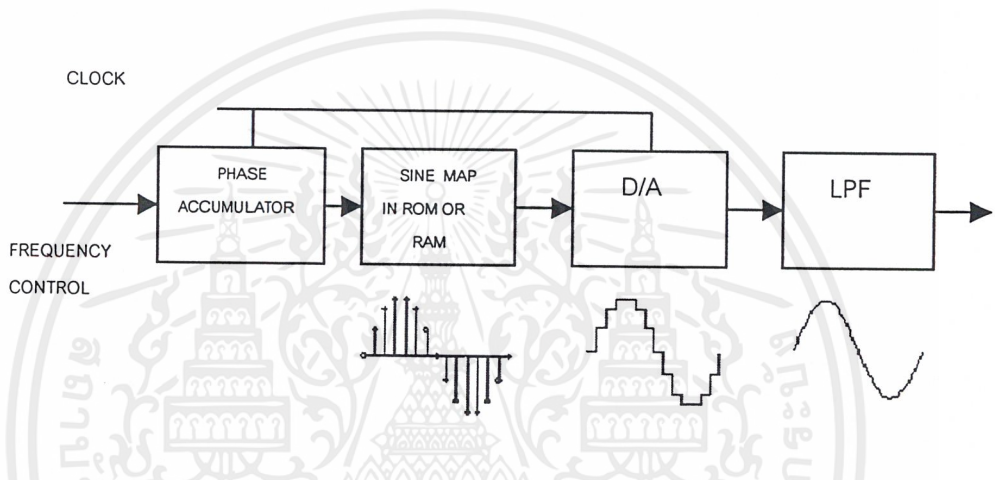 CLOCK
PHASE
ACCUMULATOR
SINE MAP
IN ROM OR
RAM
D/A
LPF
FREQUENCY
CONTROL